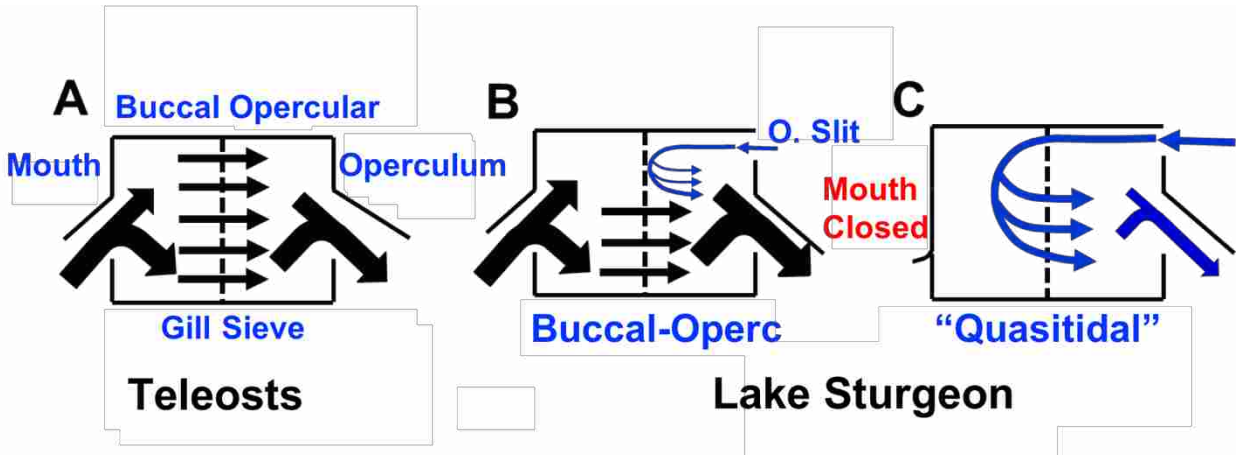 A
Buccal Opercular
Mouth
Operculum
Gill Sieve
Teleosts
B
O. Slit
Buccal-Operc
C
Mouth
Closed
“Quasitidal”
Lake Sturgeon